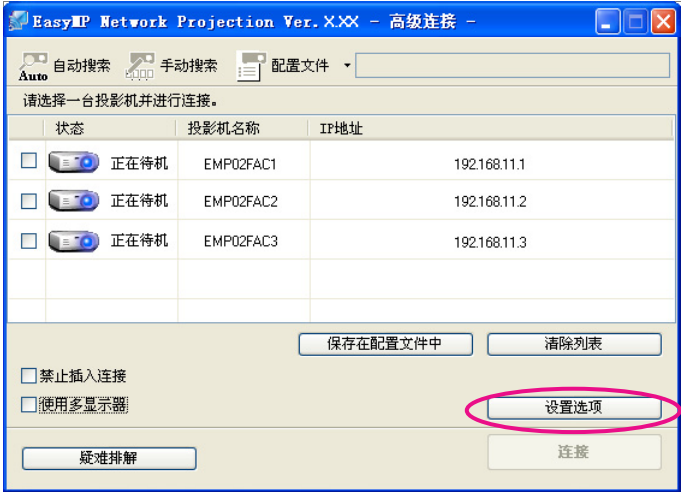 EasyMP Network Projection Ver.X.XX - 高级连接 -
Auto 自动搜索 手动搜索 配置文件
请选择一台投影机并进行连接。
状态 投影机名称 IP地址
正在待机 EMP02FAC1 192.168.11.1
正在待机 EMP02FAC2 192.168.11.2
正在待机 EMP02FAC3 192.168.11.3
保存在配置文件中 清除列表
禁止插入连接
使用多显示器 设置选项
疑难排解 连接